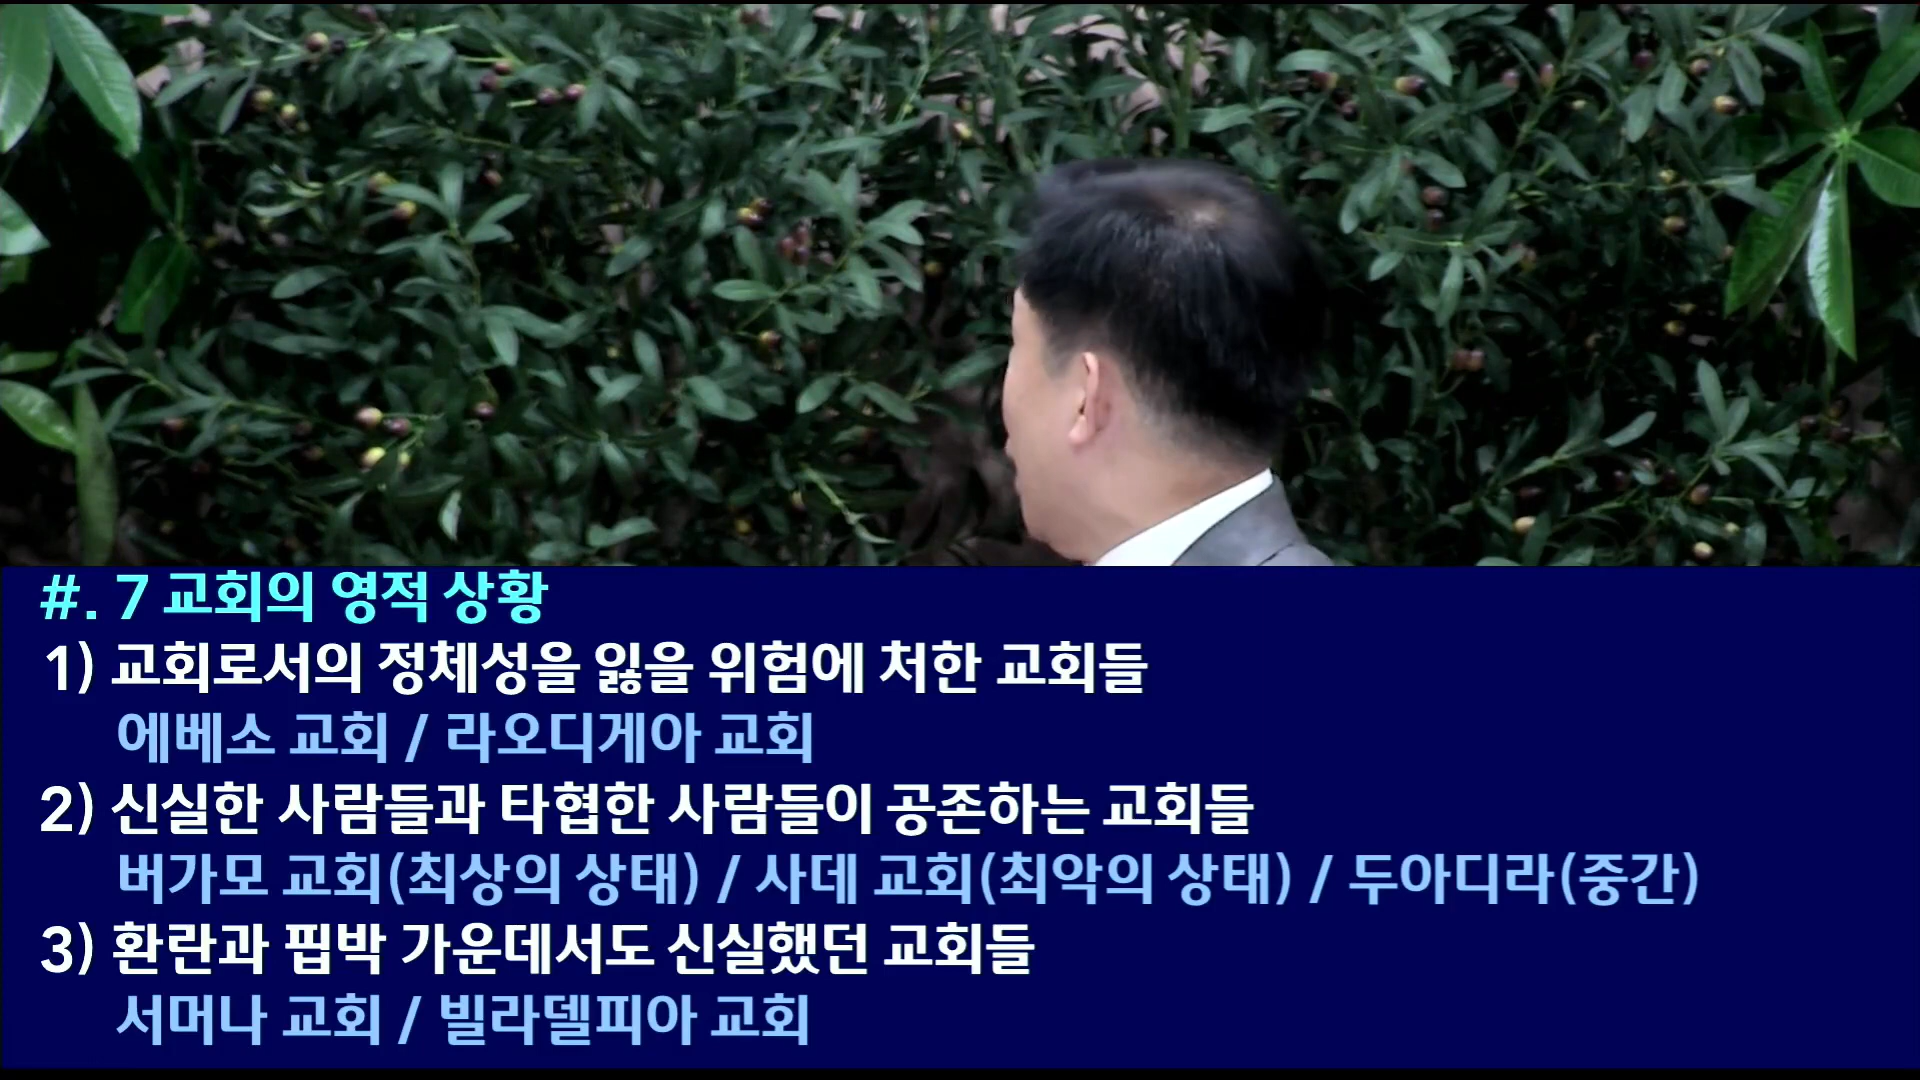 #. 7 교회의 영적 상황
1) 교회로서의 정체성을 잃을 위험에 처한 교회들
에베소 교회 / 라오디게아 교회
2) 신실한 사람들과 타협한 사람들이 공존하는 교회들
버가모 교회(최상의 상태) / 사데 교회(최악의 상태) / 두아디라(중간)
3) 환란과 핍박 가운데서도 신실했던 교회들
서머나 교회 / 빌라델피아 교회